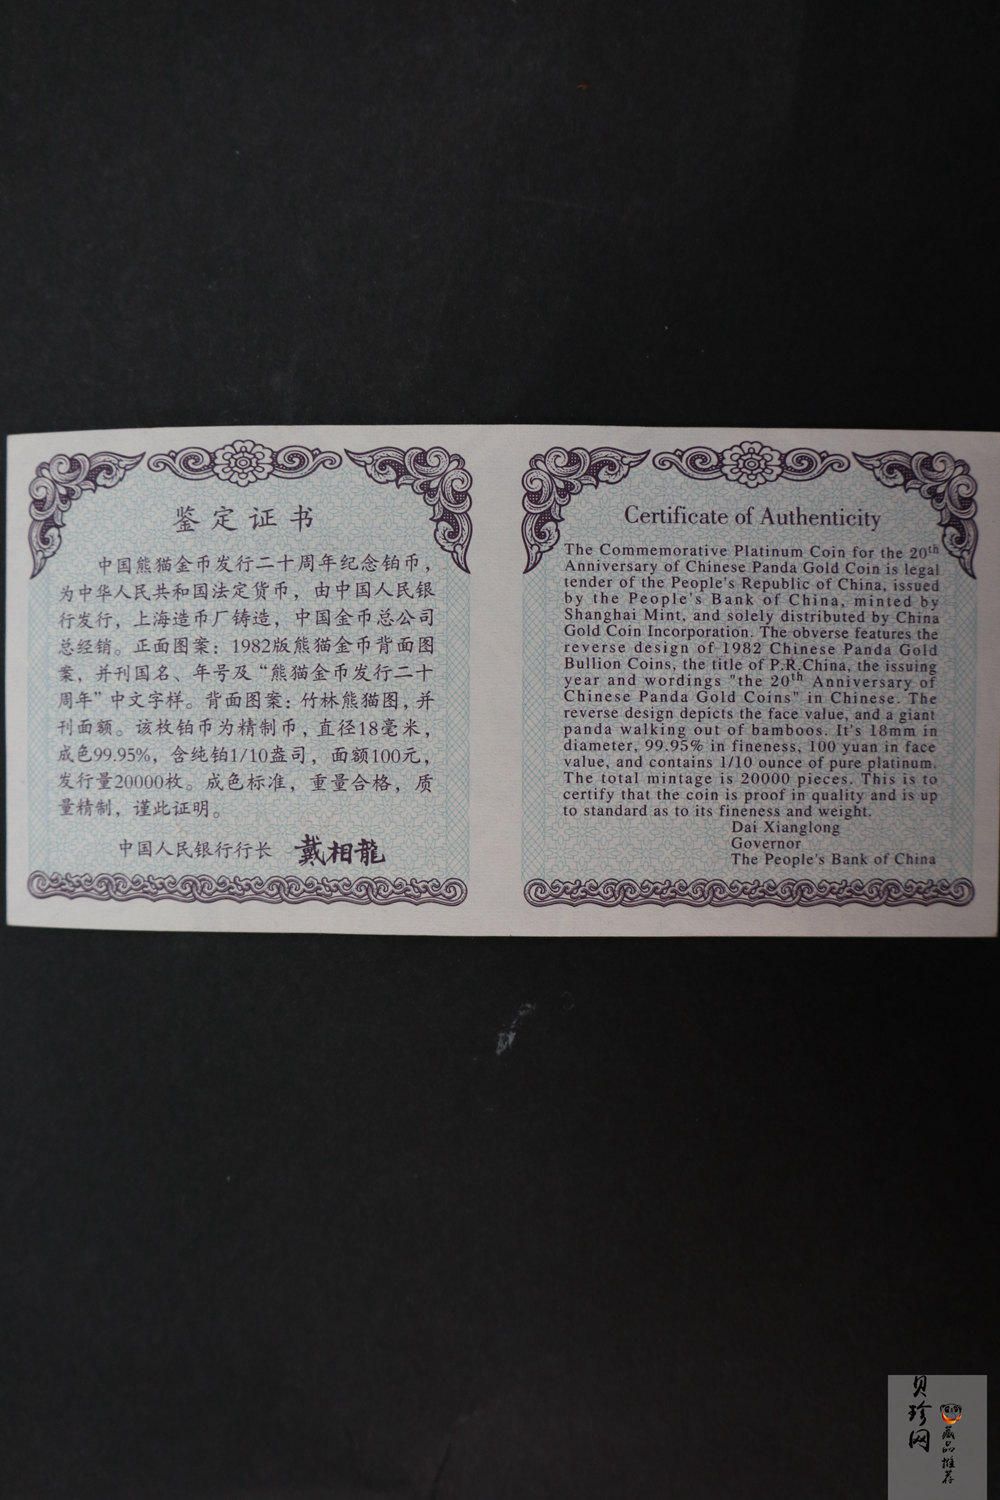 鉴定证书
中国熊猫金币发行二十周年纪念铂币，
为中华人民共和国法定货币，由中国人民银
行发行，上海造币厂铸造，中国金币总公司
总经销。正面图案：1982版熊猫金币背面图
案，并刊国名、年号及“熊猫金币发行二十
周年”中文字样。背面图案：竹林熊猫图，并
刊面额。该枚铂币为精制币，直径18毫米，
成色99.95%，含纯铂1/10盎司，面额100元，
发行量20000枚。成色标准，重量合格，质
量精制，谨此证明。
中国人民银行行长 戴相龍
Certificate of Authenticity
The Commemorative Platinum Coin for the 20th
Anniversary of Chinese Panda Gold Coin is legal
tender of the People's Republic of China, issued
by the People's Bank of China, minted by
Shanghai Mint, and solely distributed by China
Gold Coin Incorporation. The obverse features the
reverse design of 1982 Chinese Panda Gold
Bullion Coins, the title of P.R.China, the issuing
year and wordings "the 20th Anniversary of
Chinese Panda Gold Coins" in Chinese. The
reverse design depicts the face value, and a giant
panda walking out of bamboos. It's 18mm in
diameter, 99.95% in fineness, 100 yuan in face
value, and contains 1/10 ounce of pure platinum.
The total mintage is 20000 pieces. This is to
certify that the coin is proof in quality and is up
to standard as to its fineness and weight.
Dai Xianglong
Governor
The People's Bank of China
贝珍网
藏品推荐